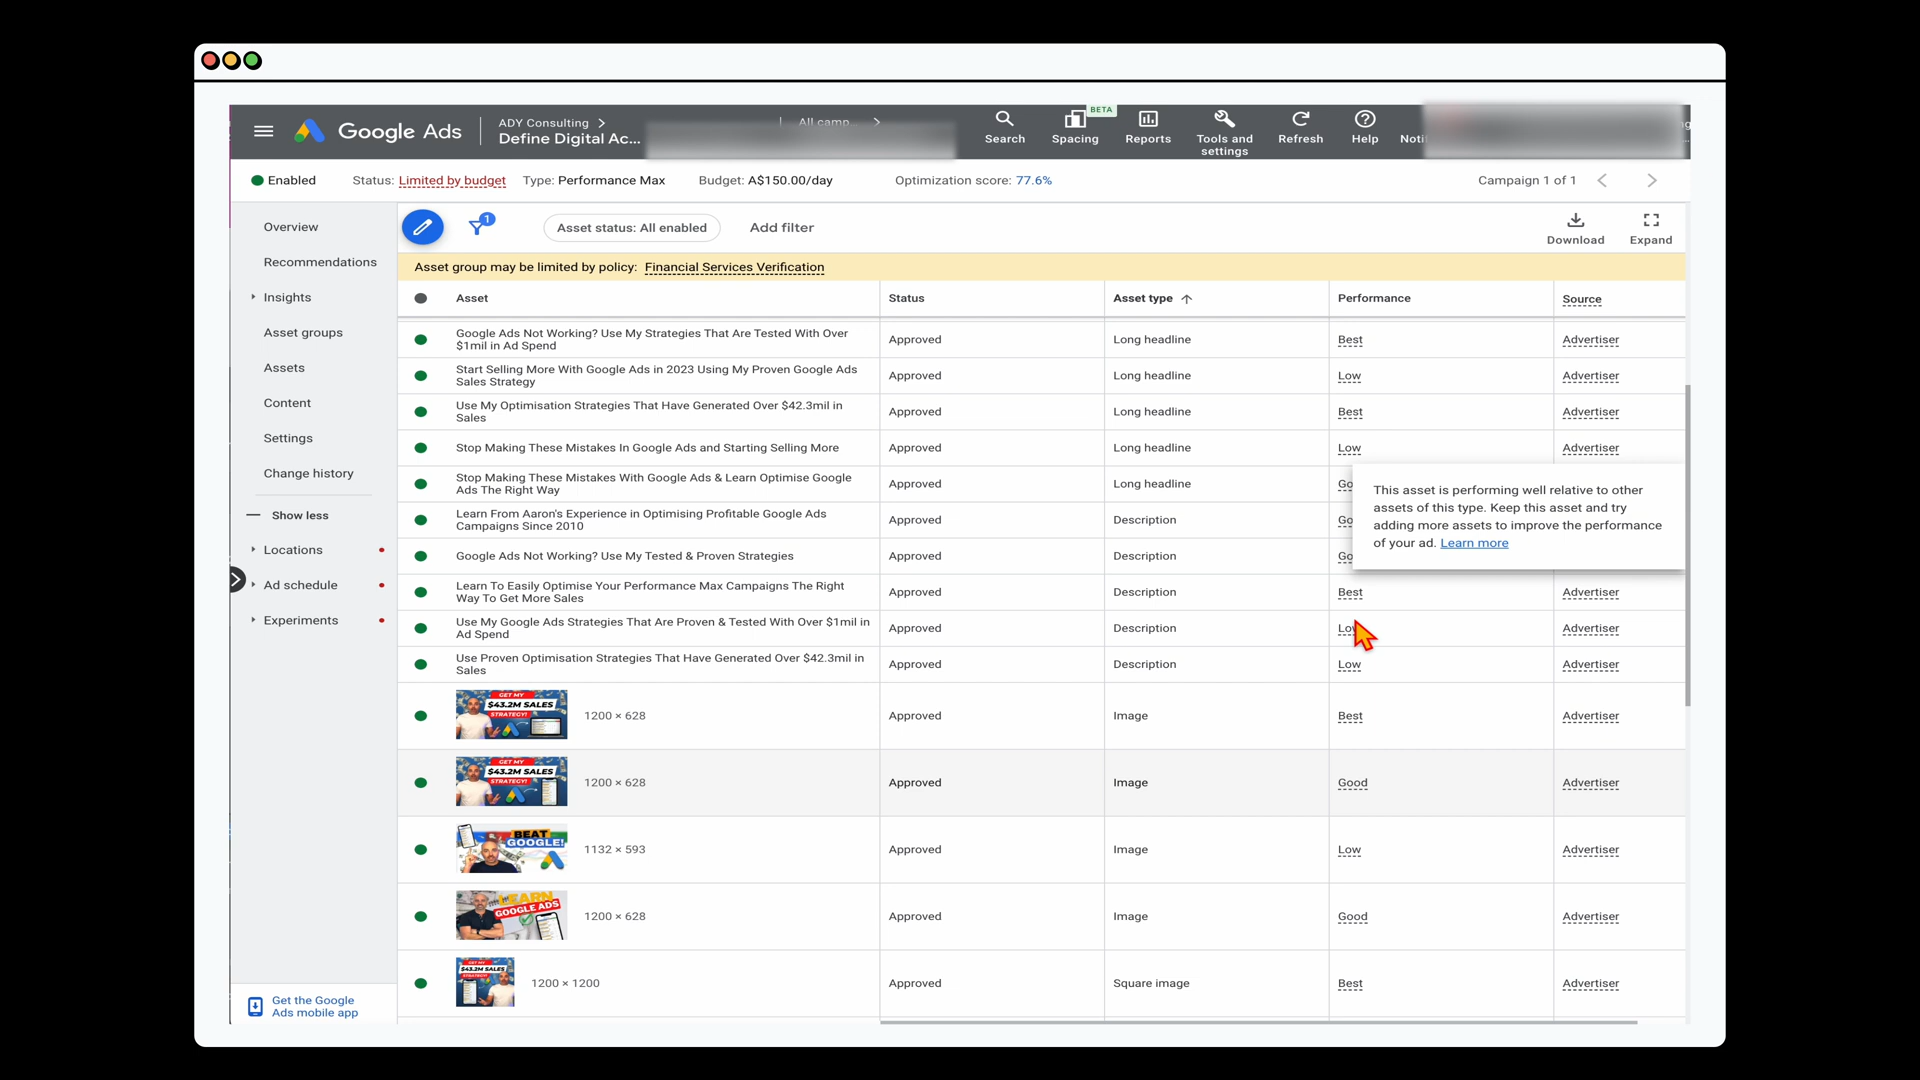 Google Ads
ADY Consulting
Define Digital Ac...
All camp...
Search
BETA
Spacing
Reports
Tools and
settings
Refresh
Help
Noti
Enabled
Status: Limited by budget
Type: Performance Max
Budget: A$150.00/day
Optimization score: 77.6%
Campaign 1 of 1
Overview
Recommendations
Insights
Asset groups
Assets
Content
Settings
Change history
Show less
Locations
Ad schedule
Experiments
Get the Google
Ads mobile app
1
Asset status: All enabled
Add filter
Download
Expand
Asset group may be limited by policy: Financial Services Verification
Asset Status Asset type Performance Source
Google Ads Not Working? Use My Strategies That Are Tested With Over
$1mil in Ad Spend
Approved Long headline Best Advertiser
Start Selling More With Google Ads in 2023 Using My Proven Google Ads
Sales Strategy
Approved Long headline Low Advertiser
Use My Optimisation Strategies That Have Generated Over $42.3mil in
Sales
Approved Long headline Best Advertiser
Stop Making These Mistakes In Google Ads and Starting Selling More
Approved Long headline Low Advertiser
Stop Making These Mistakes With Google Ads & Learn Optimise Google
Ads The Right Way
Approved Long headline Go
Learn From Aaron's Experience in Optimising Profitable Google Ads
Campaigns Since 2010
Approved Description Go
Google Ads Not Working? Use My Tested & Proven Strategies
Approved Description Go
This asset is performing well relative to other
assets of this type. Keep this asset and try
adding more assets to improve the performance
of your ad. Learn more
Learn To Easily Optimise Your Performance Max Campaigns The Right
Way To Get More Sales
Approved Description Best Advertiser
Use My Google Ads Strategies That Are Proven & Tested With Over $1mil in
Ad Spend
Approved Description Low Advertiser
Use Proven Optimisation Strategies That Have Generated Over $42.3mil in
Sales
Approved Description Low Advertiser
GET MY
$43.2M SALES
STRATEGY!
1200 × 628 Approved Image Best Advertiser
GET MY
$43.2M SALES
STRATEGY!
1200 × 628 Approved Image Good Advertiser
BEAT
GOOGLE!
1132 × 593 Approved Image Low Advertiser
LEARN
GOOGLE ADS
1200 × 628 Approved Image Good Advertiser
GET MY
$43.2M SALES
STRATEGY!
1200 × 1200 Approved Square image Best Advertiser